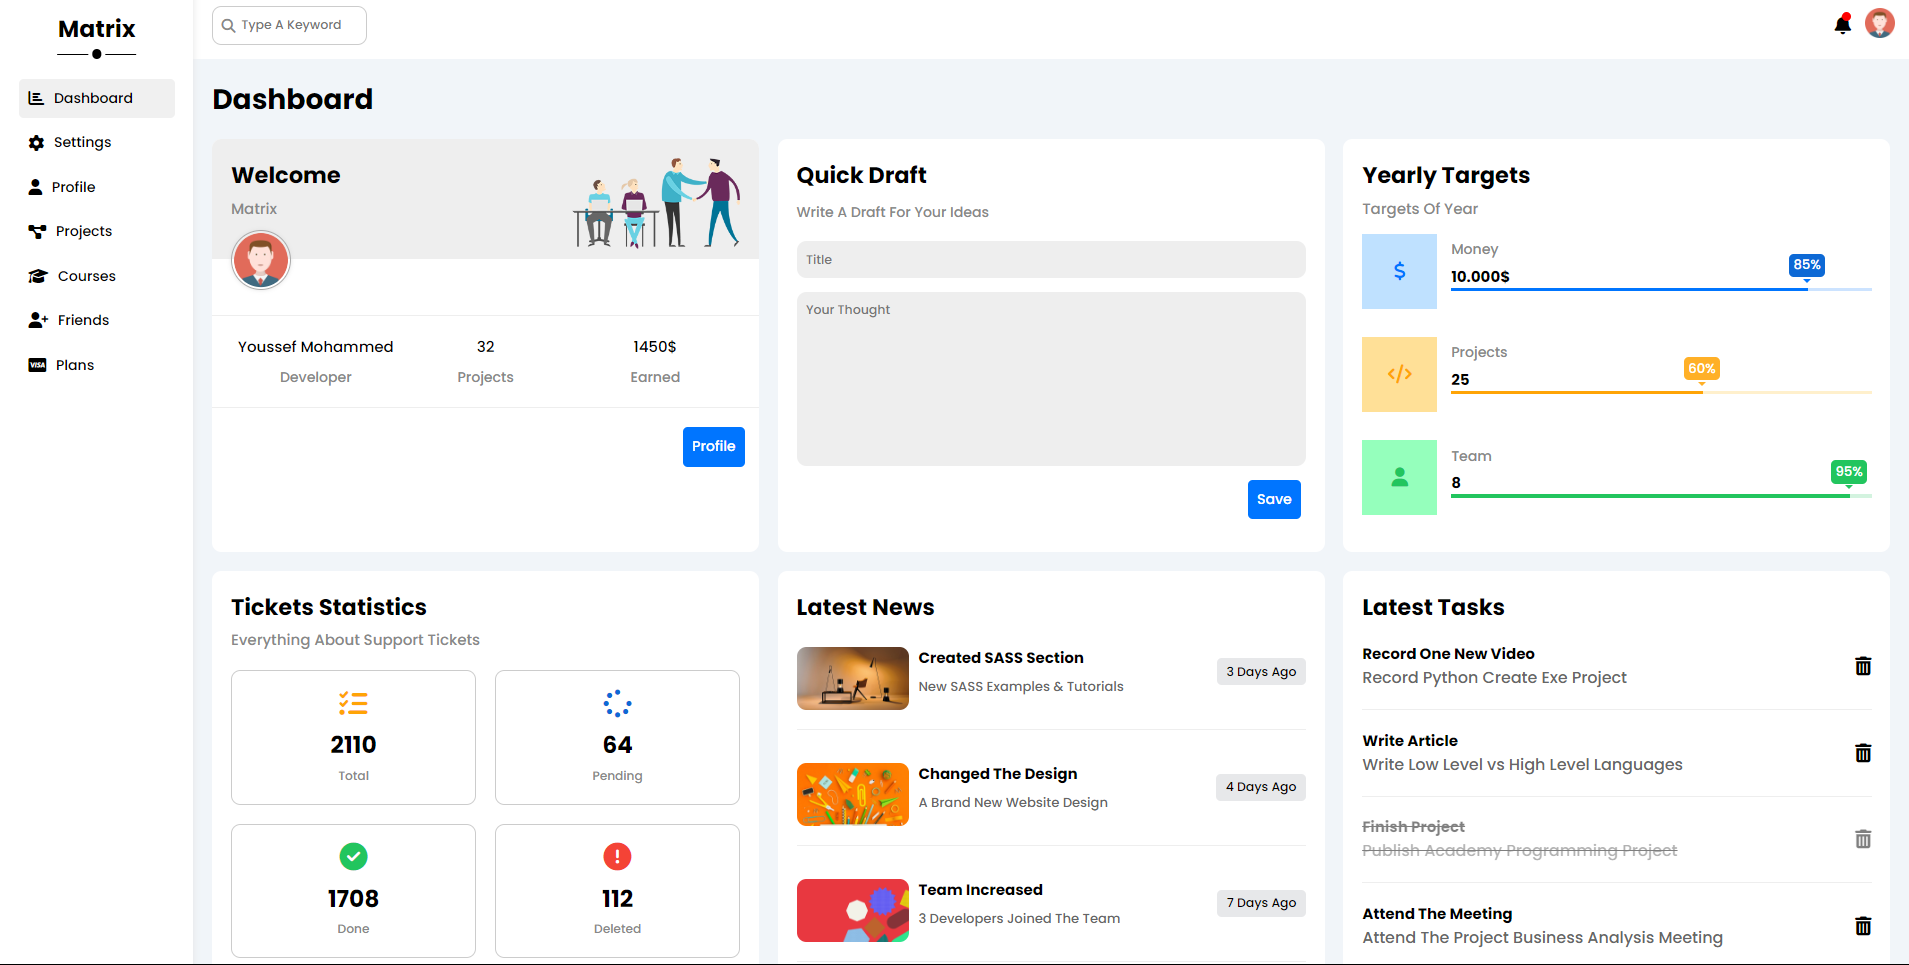 Matrix
Type A Keyword
Dashboard
Settings
Profile
Projects
Courses
Friends
VISA Plans
Dashboard
Welcome
Matrix
Youssef Mohammed
Developer
32
Projects
1450$
Earned
Profile
Quick Draft
Write A Draft For Your Ideas
Title
Your Thought
Save
Yearly Targets
Targets Of Year
$
Money
10.000$
85%
</>
Projects
25
60%
Team
8
95%
Tickets Statistics
Everything About Support Tickets
2110
Total
64
Pending
1708
Done
112
Deleted
Latest News
Created SASS Section
New SASS Examples & Tutorials
3 Days Ago
Changed The Design
A Brand New Website Design
4 Days Ago
Team Increased
3 Developers Joined The Team
7 Days Ago
Latest Tasks
Record One New Video
Record Python Create Exe Project
Write Article
Write Low Level vs High Level Languages
Finish Project
Publish Academy Programming Project
Attend The Meeting
Attend The Project Business Analysis Meeting